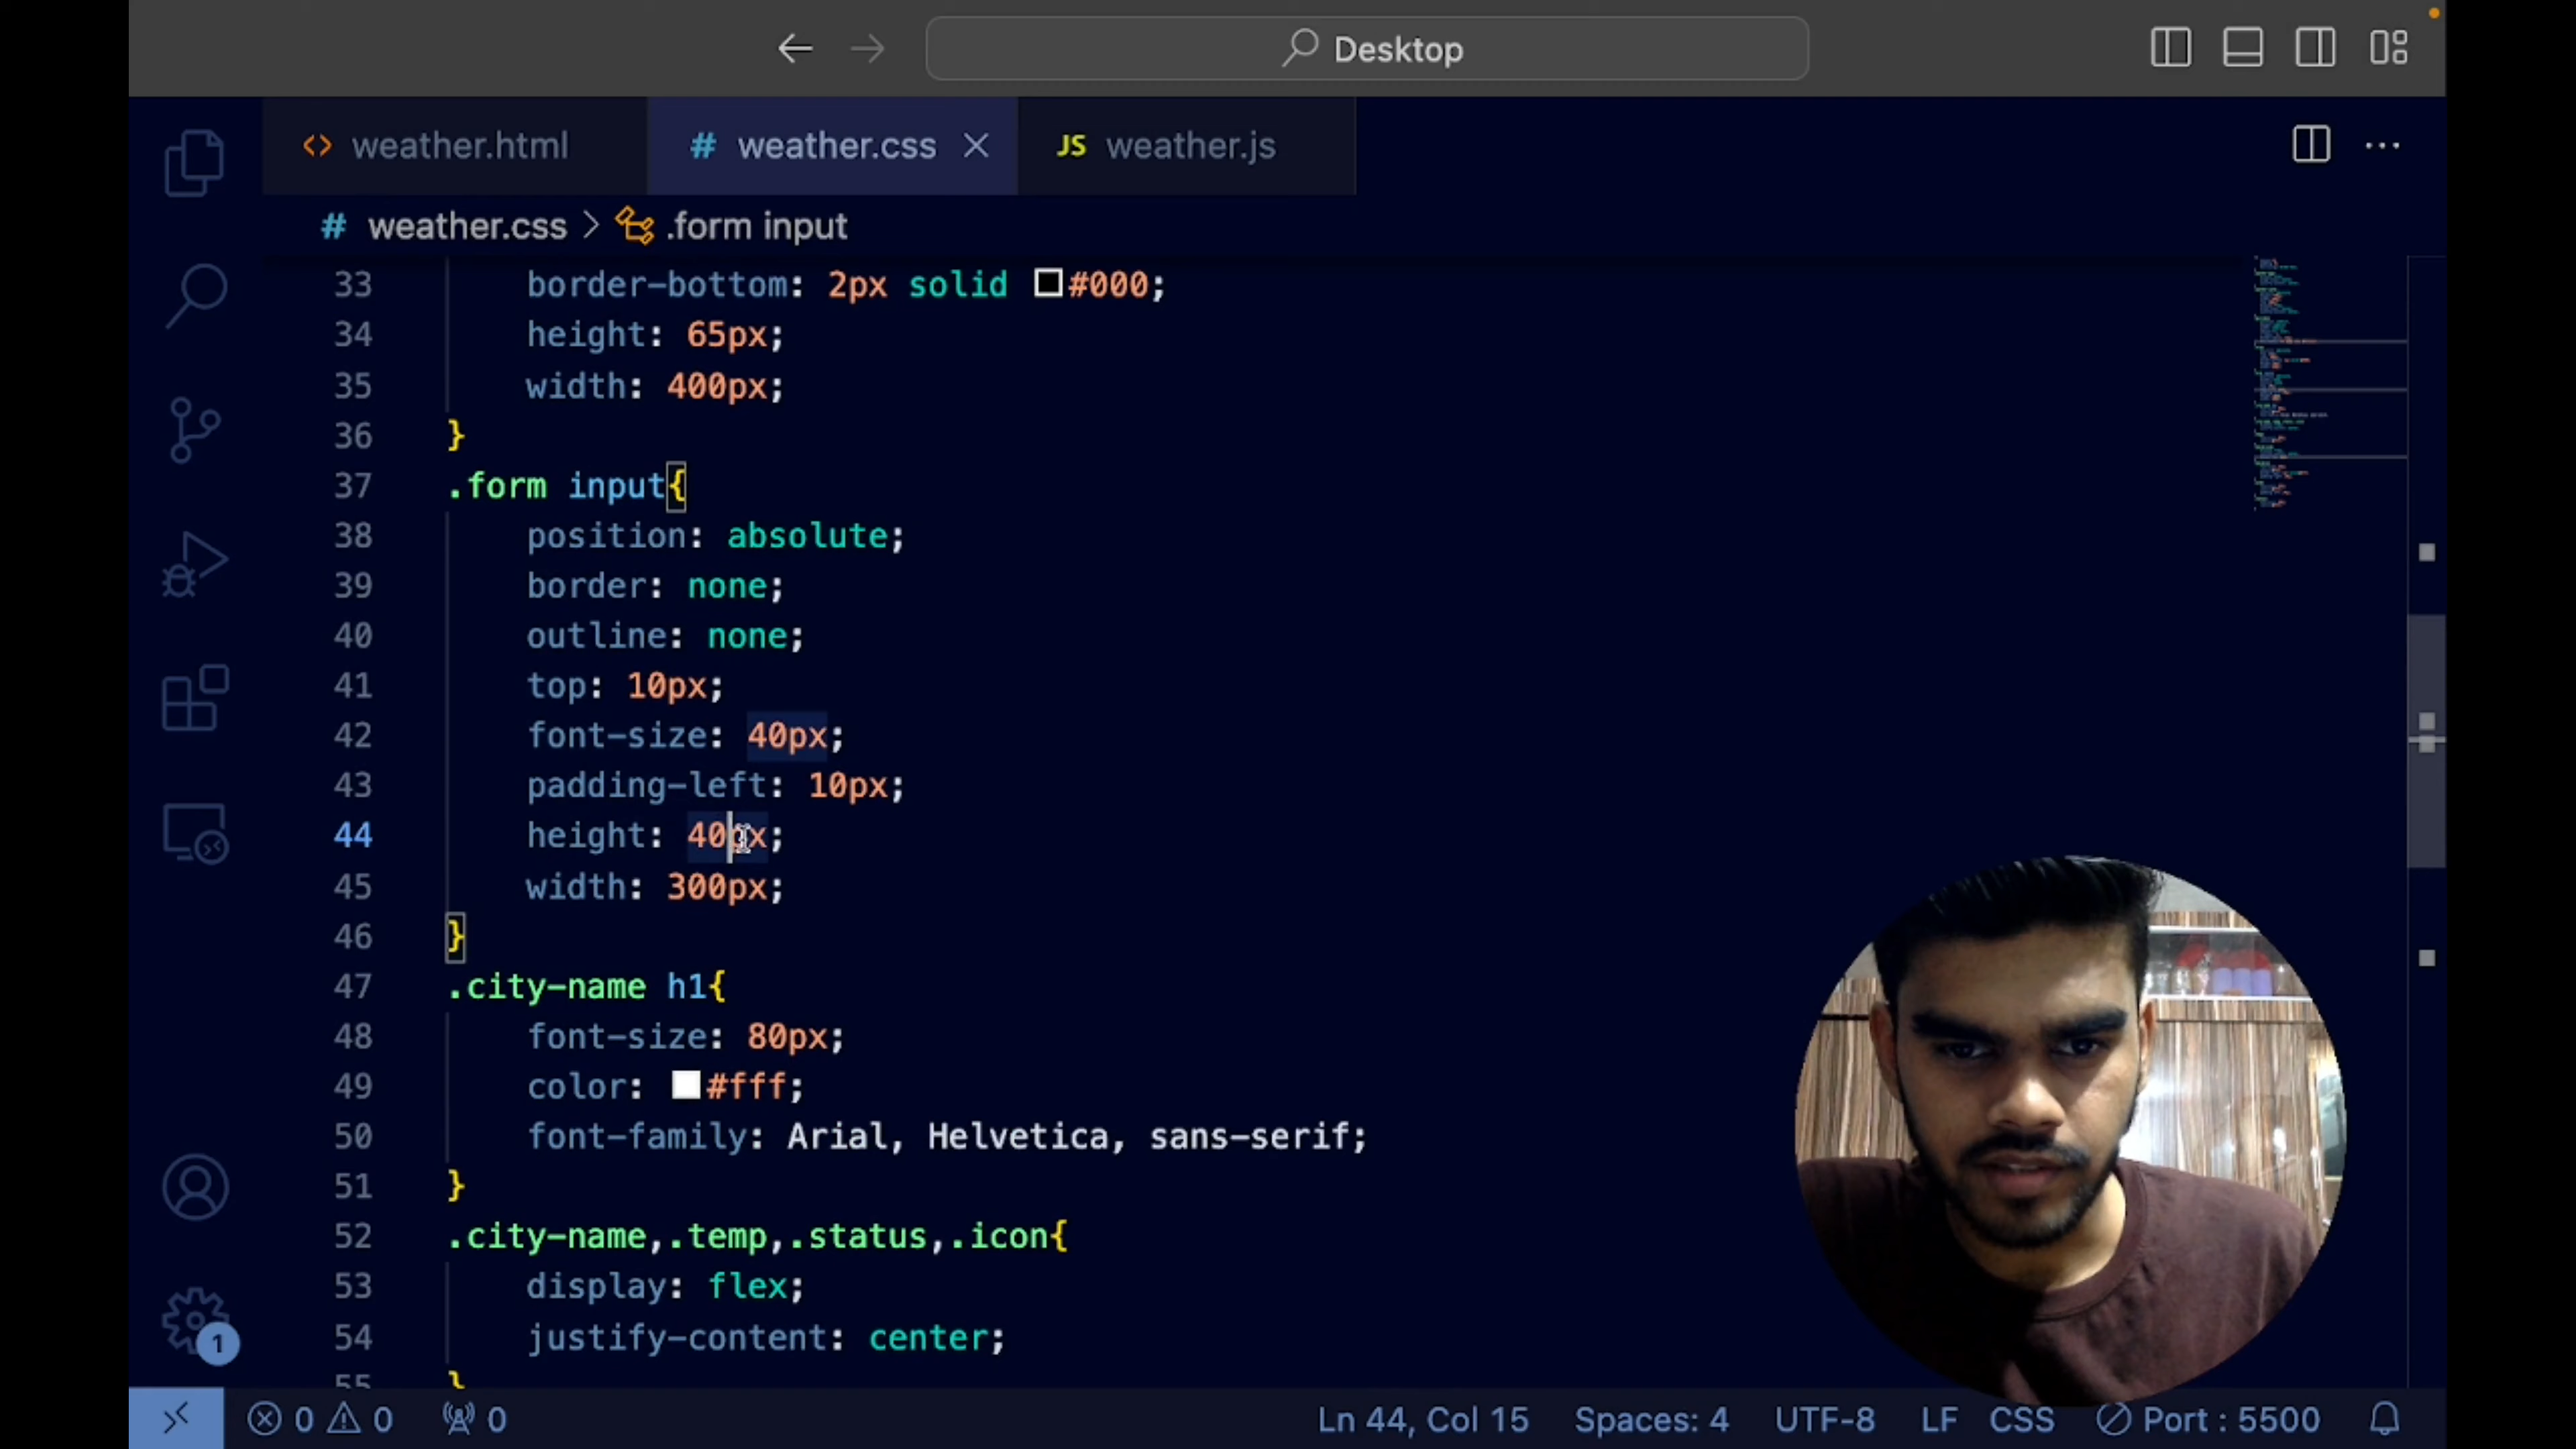 Desktop
weather.html
# weather.css
JS weather.js
# weather.css > .form input
33 border-bottom: 2px solid #000;
34 height: 65px;
35 width: 400px;
36 }
37 .form input{
38 position: absolute;
39 border: none;
40 outline: none;
41 top: 10px;
42 font-size: 40px;
43 padding-left: 10px;
44 height: 40px;
45 width: 300px;
46 }
47 .city-name h1{
48 font-size: 80px;
49 color: #fff;
50 font-family: Arial, Helvetica, sans-serif;
51 }
52 .city-name,.temp,.status,.icon{
53 display: flex;
54 justify-content: center;
55 }
1
0 0 0 Ln 44, Col 15 Spaces: 4 UTF-8 LF CSS Port : 5500